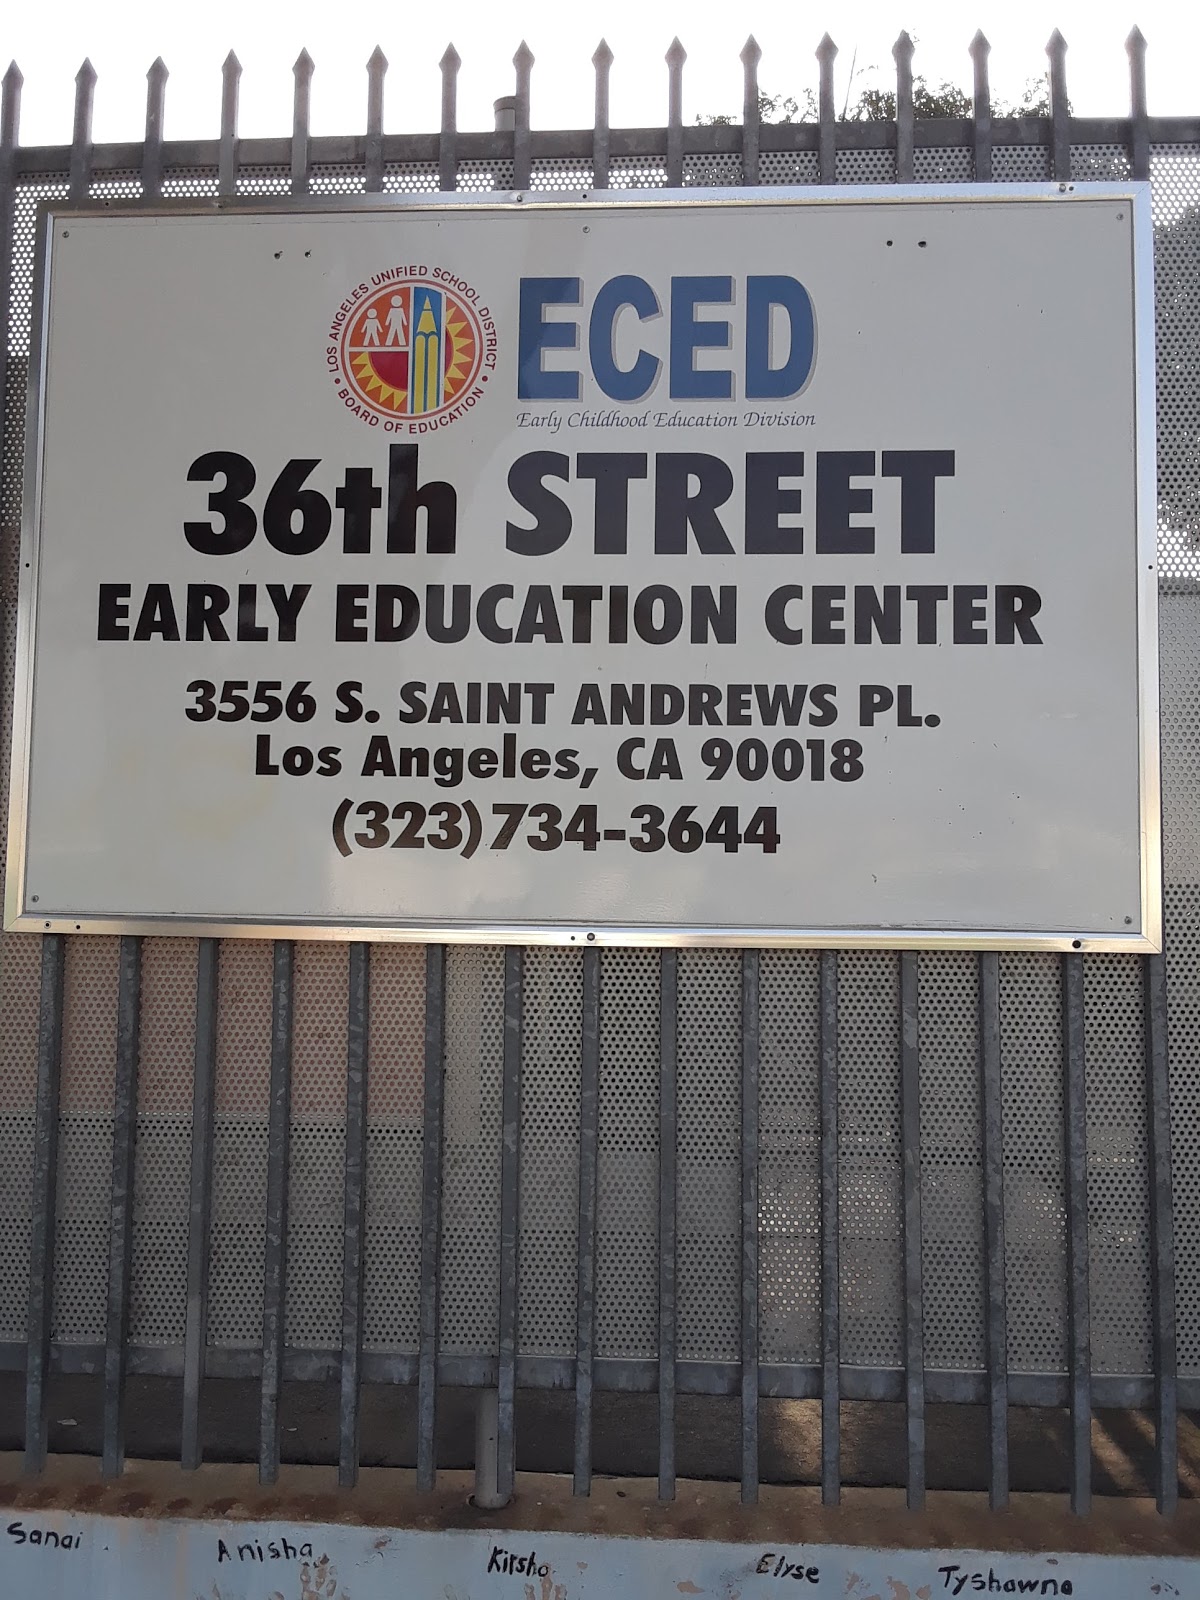 LOS ANGELES UNIFIED SCHOOL DISTRICT
• BOARD OF EDUCATION •
ECED
Early Childhood Education Division
36th STREET
EARLY EDUCATION CENTER
3556 S. SAINT ANDREWS PL.
Los Angeles, CA 90018
(323)734-3644
Sanai Anisha Elyse Tyshawna